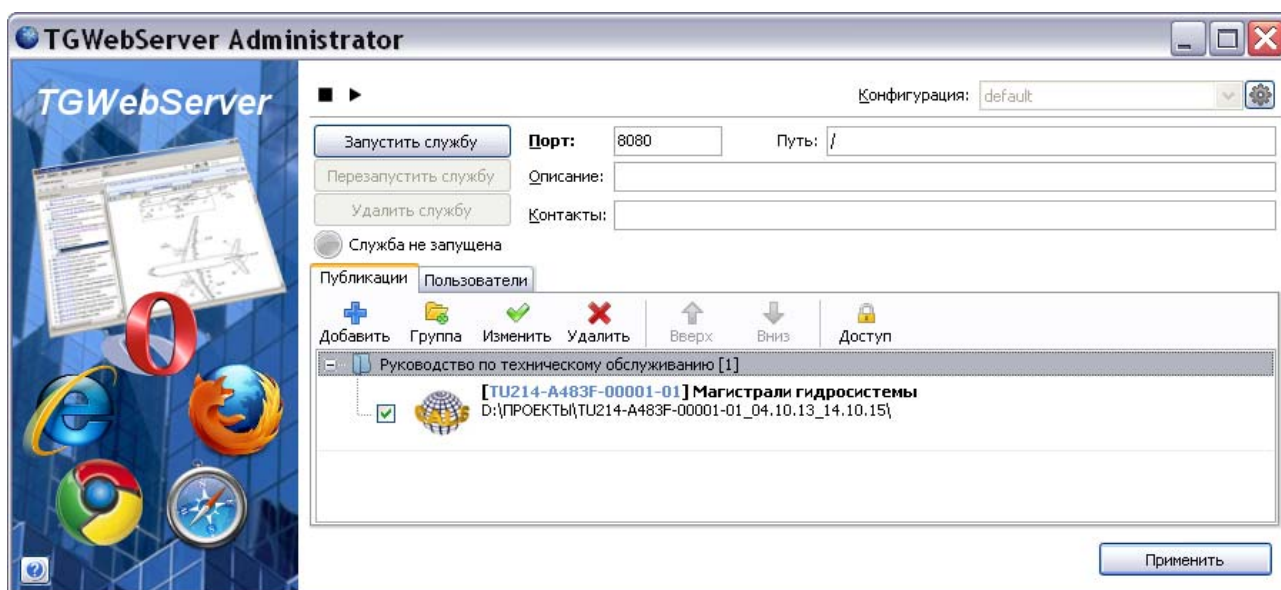 TGWebServer Administrator
TGWebServer
Конфигурация: default
Запустить службу Порт: 8080 Путь: /
Перезапустить службу Описание:
Удалить службу Контакты:
Служба не запущена
Публикации Пользователи
Добавить Группа Изменить Удалить Вверх Вниз Доступ
Руководство по техническому обслуживанию [1]
[TU214-A483F-00001-01] Магистрали гидросистемы
D:\ПРОЕКТЫ\TU214-A483F-00001-01_04.10.13_14.10.15\
Применить